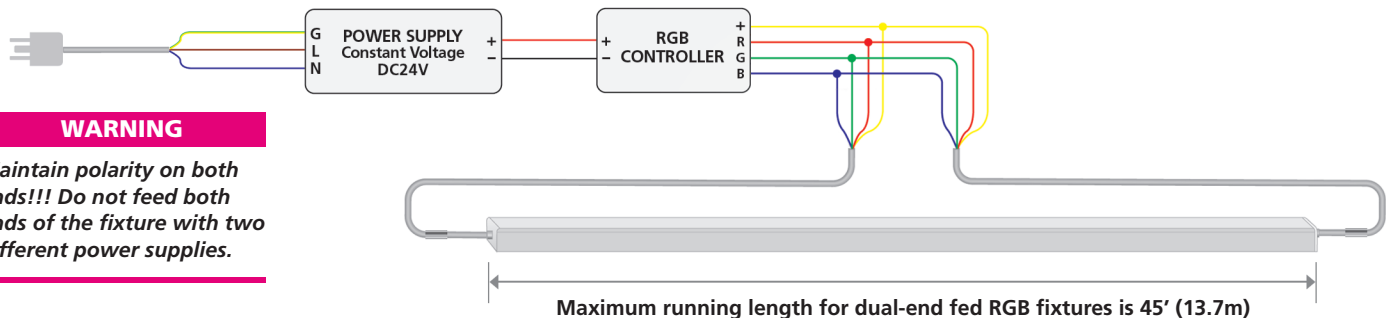 G
L
N
POWER SUPPLY
Constant Voltage
DC24V
+
−
+
−
RGB
CONTROLLER
+
R
G
B
WARNING
aintain polarity on both
nds!!! Do not feed both
nds of the fixture with two
fferent power supplies.
Maximum running length for dual-end fed RGB fixtures is 45’ (13.7m)